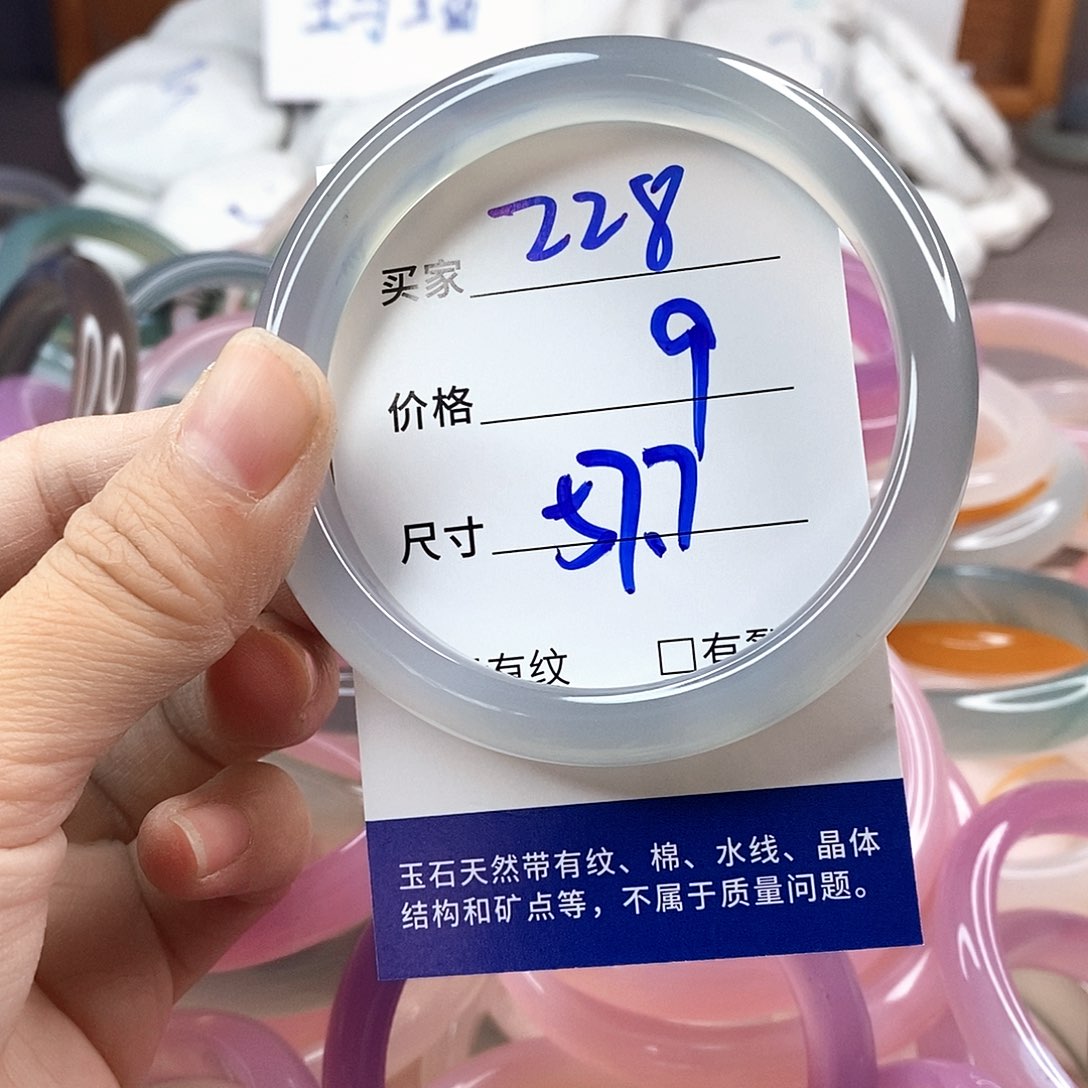 228
买家
9
价格
57.7
尺寸
有纹 □有
玉石天然带有纹、棉、水线、晶体
结构和矿点等，不属于质量问题。